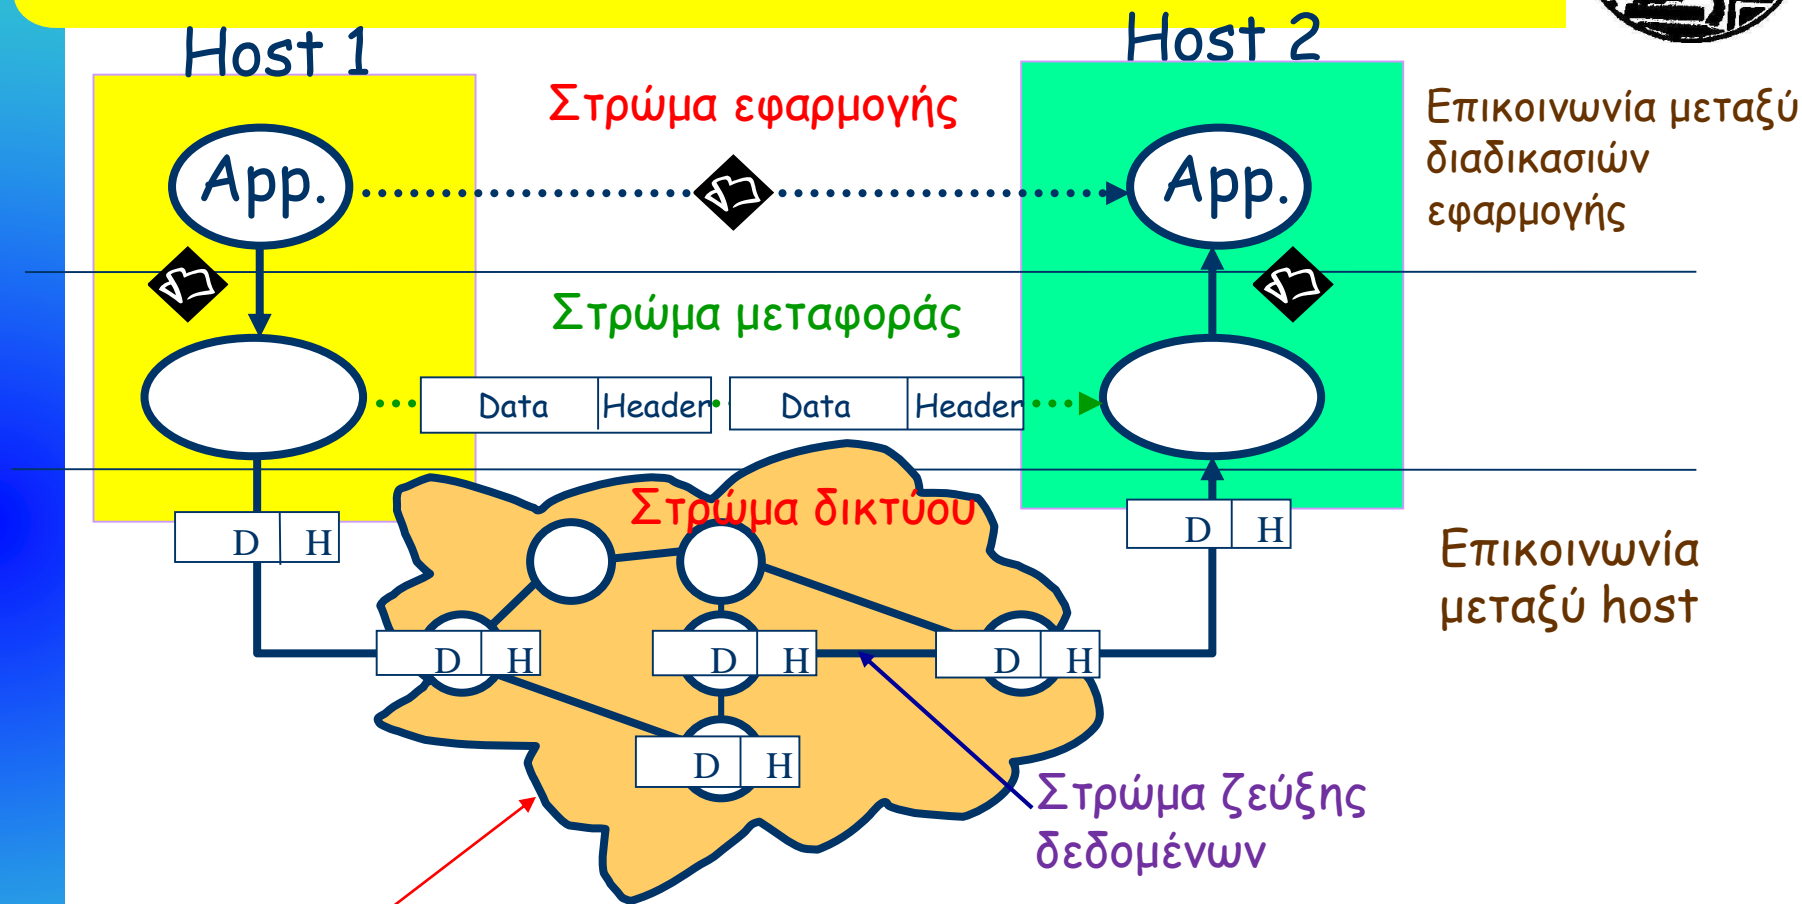 Host 1
Host 2
Στρώμα εφαρμογής
Επικοινωνία μεταξύ
διαδικασιών
εφαρμογής
App.
App.
Στρώμα μεταφοράς
Data Header Data Header
Στρώμα δικτύου
D H
D H
Επικοινωνία
μεταξύ host
D H
D H
D H
D H
Στρώμα ζεύξης
δεδομένων